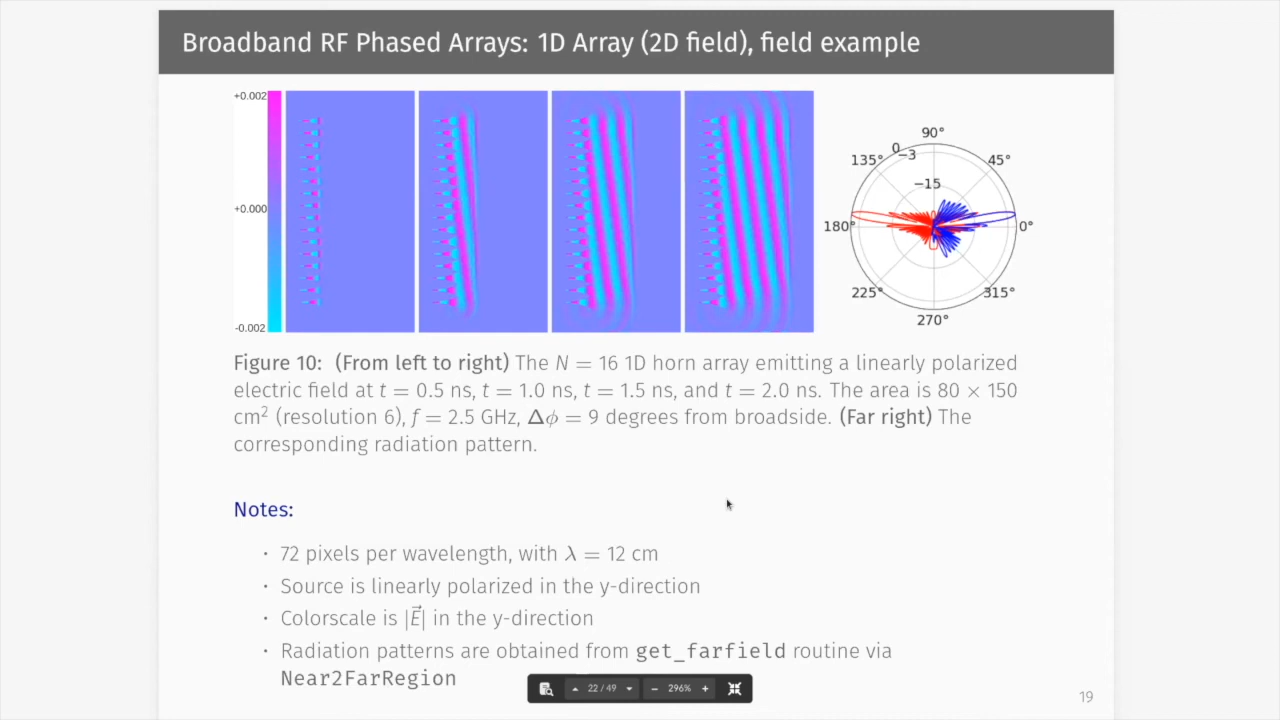 Broadband RF Phased Arrays: 1D Array (2D field), field example
+0.002
+0.000
-0.002
90°
0
−3
135°
45°
−15
180°
0°
225°
315°
270°
Figure 10: (From left to right) The N = 16 1D horn array emitting a linearly polarized
electric field at t = 0.5 ns, t = 1.0 ns, t = 1.5 ns, and t = 2.0 ns. The area is 80 × 150
cm² (resolution 6), f = 2.5 GHz, Δϕ = 9 degrees from broadside. (Far right) The
corresponding radiation pattern.
Notes:
· 72 pixels per wavelength, with λ = 12 cm
· Source is linearly polarized in the y-direction
· Colorscale is |E⃗| in the y-direction
· Radiation patterns are obtained from get_farfield routine via
Near2FarRegion
22 / 49
− 296% +
19